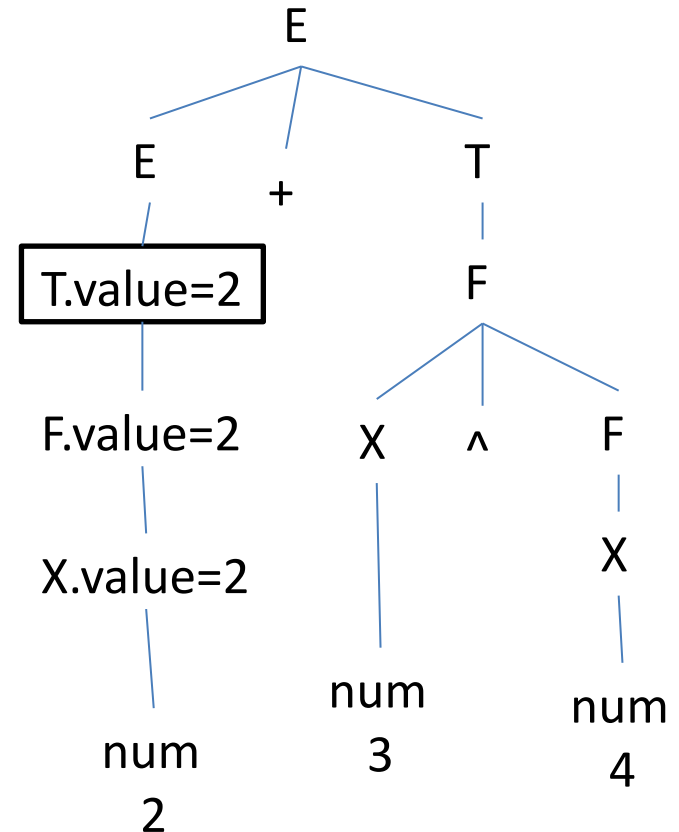 E
E + T
T.value=2 F
F.value=2 X ^ F
X.value=2 X
num num num
2 3 4